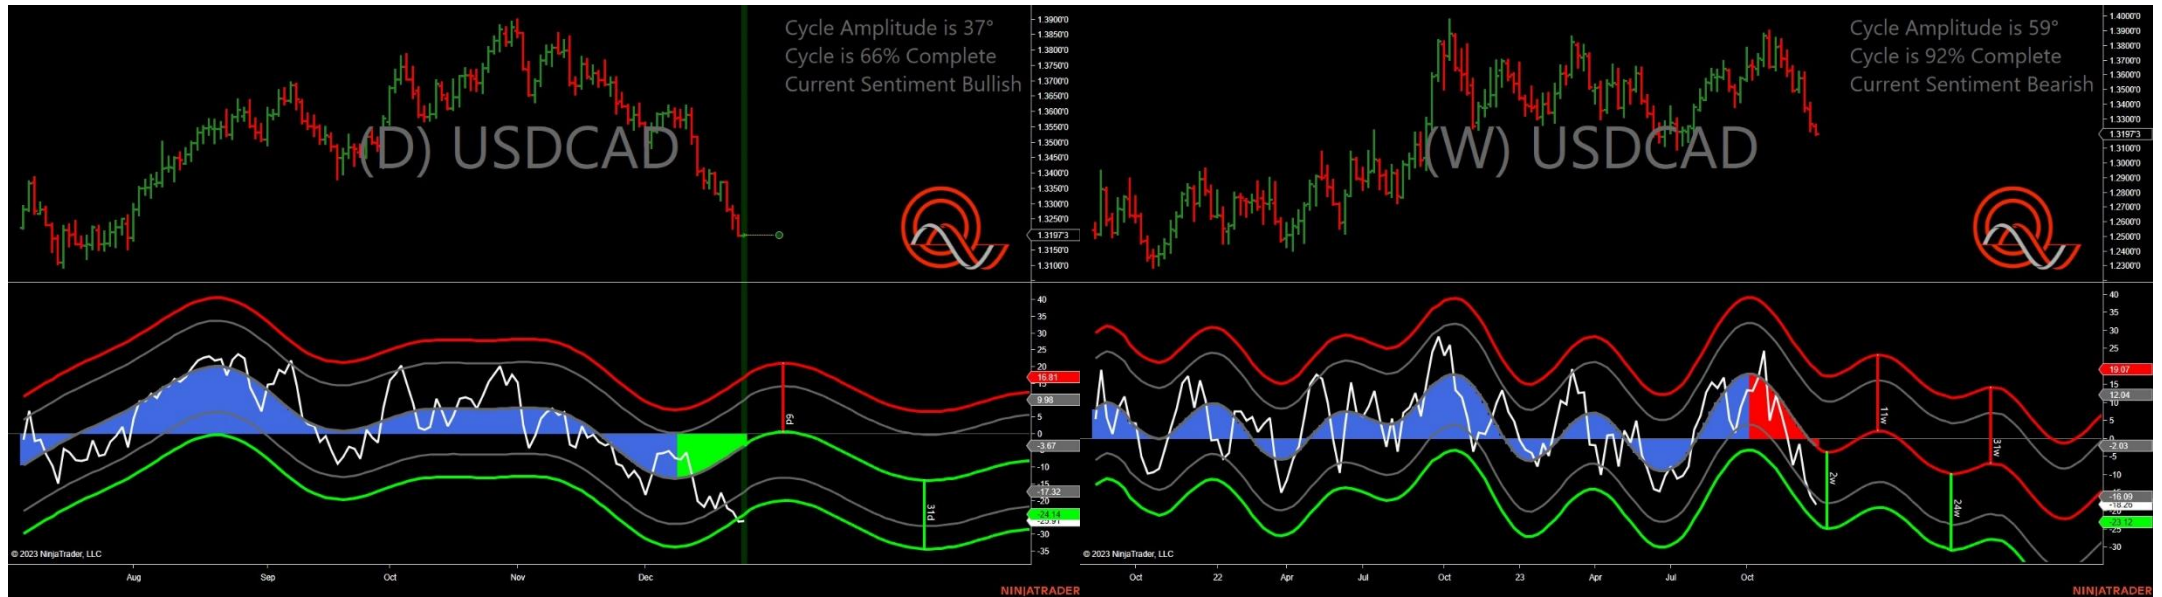 Cycle Amplitude is 37°
Cycle is 66% Complete
Current Sentiment Bullish
(D) USDCAD
1.3900'0
1.3850'0
1.3800'0
1.3750'0
1.3700'0
1.3650'0
1.3600'0
1.3550'0
1.3500'0
1.3450'0
1.3400'0
1.3350'0
1.3300'0
1.3250'0
1.3197'3
1.3150'0
1.3100'0
40
35
30
25
20
16.81
15
9.98
5
0
-3.67
-10
-15
-17.32
-20
-24.14
-25.91
-30
-35
6d
31d
© 2023 NinjaTrader, LLC
Aug
Sep
Oct
Nov
Dec
NINJATRADER
Cycle Amplitude is 59°
Cycle is 92% Complete
Current Sentiment Bearish
(W) USDCAD
1.4000'0
1.3900'0
1.3800'0
1.3700'0
1.3600'0
1.3500'0
1.3400'0
1.3300'0
1.3197'3
1.3100'0
1.3000'0
1.2900'0
1.2800'0
1.2700'0
1.2600'0
1.2500'0
1.2400'0
1.2300'0
40
35
30
25
19.07
15
12.04
10
5
0
-2.03
-5
-10
-16.09
-18.26
-23.12
-25
-30
11w
2w
31w
24w
© 2023 NinjaTrader, LLC
Oct
22
Apr
Jul
Oct
23
Apr
Jul
Oct
NINJATRADER